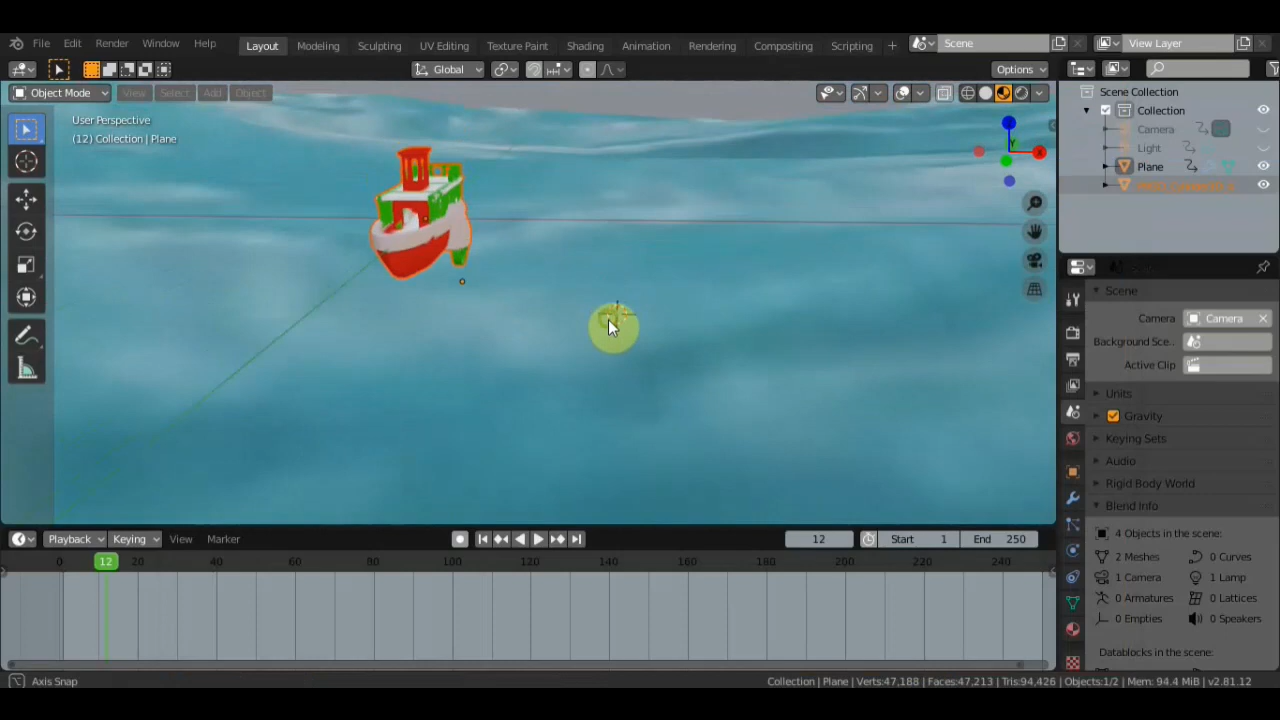 File Edit Render Window Help Layout Modeling Sculpting UV Editing Texture Paint Shading Animation Rendering Compositing Scripting + Scene View Layer
Global Options
Object Mode View Select Add Object
User Perspective
(12) Collection | Plane
Scene Collection
Collection
Camera
Light
Plane
Scene
Camera Camera
Background Sce..
Active Clip
Units
Gravity
Keying Sets
Audio
Rigid Body World
Blend Info
4 Objects in the scene:
2 Meshes 0 Curves
1 Camera 1 Lamp
0 Armatures 0 Lattices
0 Empties 0 Speakers
Datablocks in the scene:
Playback Keying View Marker 12 Start 1 End 250
0 12 20 40 60 80 100 120 140 160 180 200 220 240
Axis Snap Collection | Plane | Verts:47,188 | Faces:47,213 | Tris:94,426 | Objects:1/2 | Mem: 94.4 MiB | v2.81.12